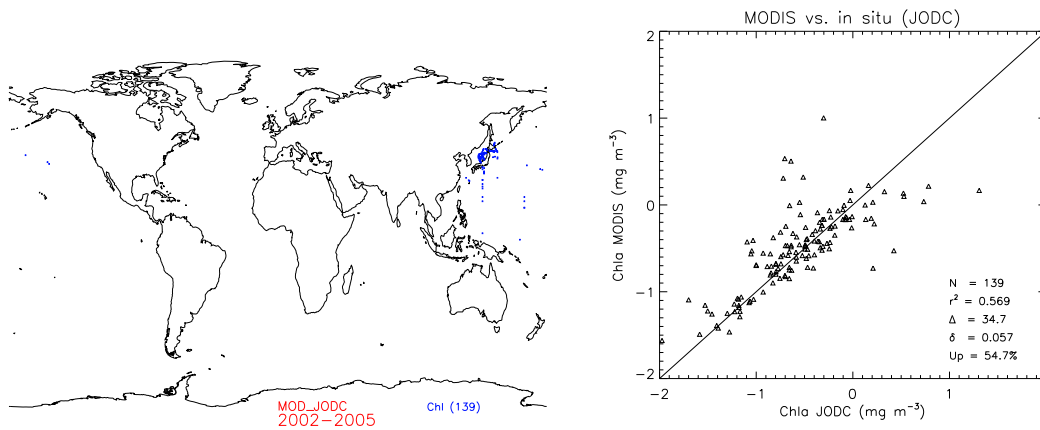 MOD_JODC
2002-2005
Chl (139)
MODIS vs. in situ (JODC)
Chla MODIS (mg m⁻³)
2
1
0
−1
−2
N = 139
r² = 0.569
Δ = 34.7
δ = 0.057
Up = 54.7%
−2 −1 0 1
Chla JODC (mg m⁻³)